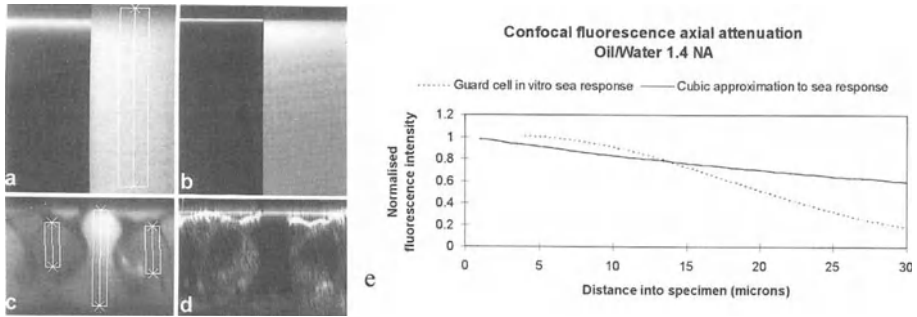 a
b
c
d
e
Confocal fluorescence axial attenuation
Oil/Water 1.4 NA
Guard cell in vitro sea response
Cubic approximation to sea response
Normalised
fluorescence intensity
1.2
1
0.8
0.6
0.4
0.2
0
0
5
10
15
20
25
30
Distance into specimen (microns)